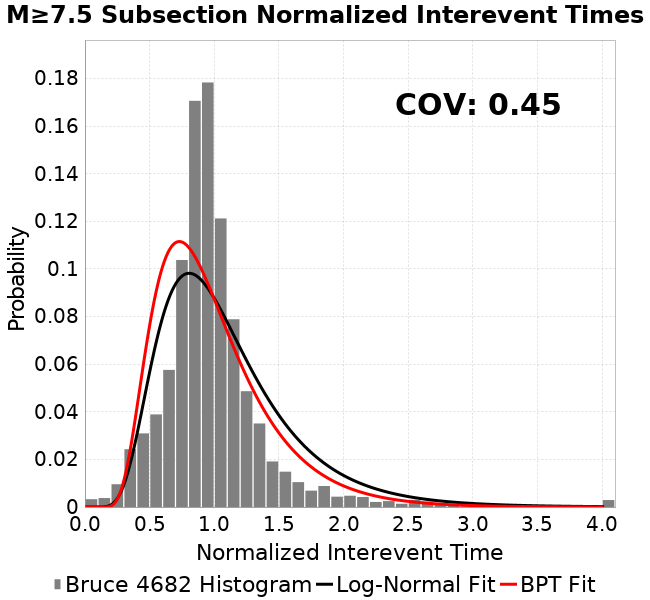 M≥7.5 Subsection Normalized Interevent Times
COV: 0.45
Probability
0.18
0.16
0.14
0.12
0.1
0.08
0.06
0.04
0.02
0
0.0 0.5 1.0 1.5 2.0 2.5 3.0 3.5 4.0
Normalized Interevent Time
Bruce 4682 Histogram Log-Normal Fit BPT Fit